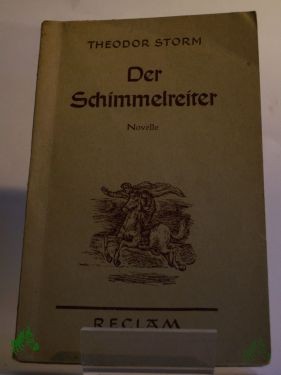 THEODOR STORM
Der
Schimmelreiter
Novelle
RECLAM